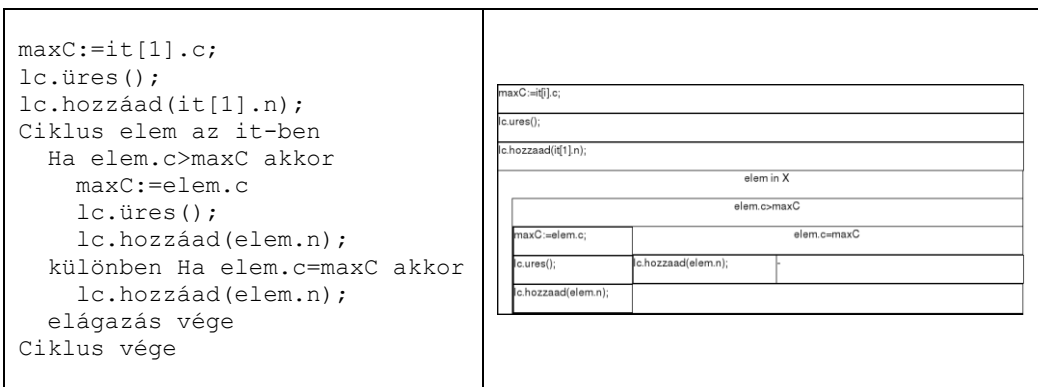 maxC:=it[1].c;
lc.üres();
lc.hozzáad(it[1].n);
Ciklus elem az it-ben
Ha elem.c>maxC akkor
maxC:=elem.c
lc.üres();
lc.hozzáad(elem.n);
különben Ha elem.c=maxC akkor
lc.hozzáad(elem.n);
elágazás vége
Ciklus vége
maxC:=it[i].c;
lc.ures();
lc.hozzaad(it[1].n);
elem in X
elem.c>maxC
maxC:=elem.c;
elem.c=maxC
lc.ures();
lc.hozzaad(elem.n);
-
lc.hozzaad(elem.n);